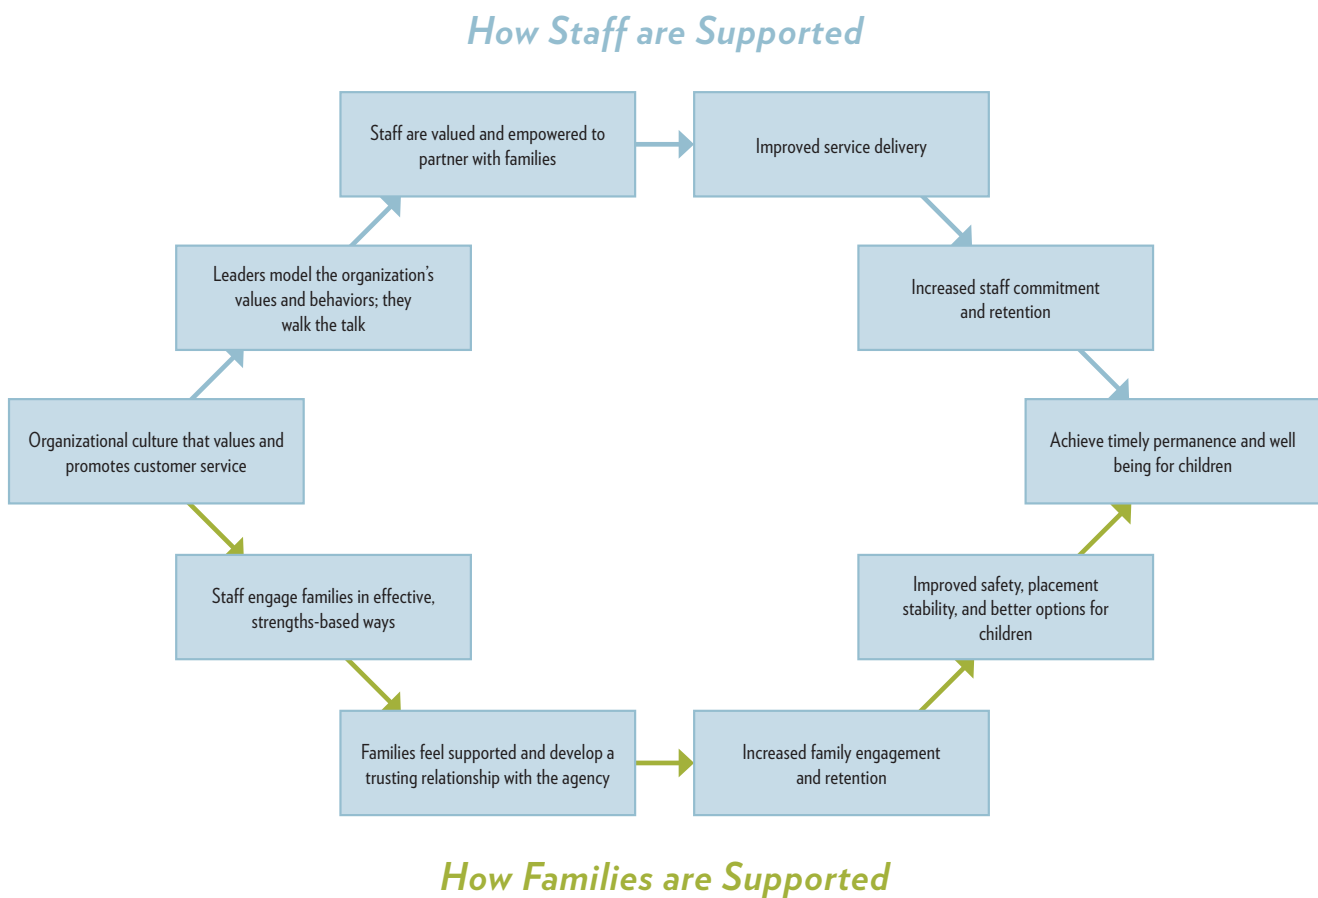 How Staff are Supported
Staff are valued and empowered to
partner with families
Improved service delivery
Leaders model the organization's
values and behaviors; they
walk the talk
Increased staff commitment
and retention
Organizational culture that values and
promotes customer service
Achieve timely permanence and well
being for children
Staff engage families in effective,
strengths-based ways
Improved safety, placement
stability, and better options for
children
Families feel supported and develop a
trusting relationship with the agency
Increased family engagement
and retention
How Families are Supported